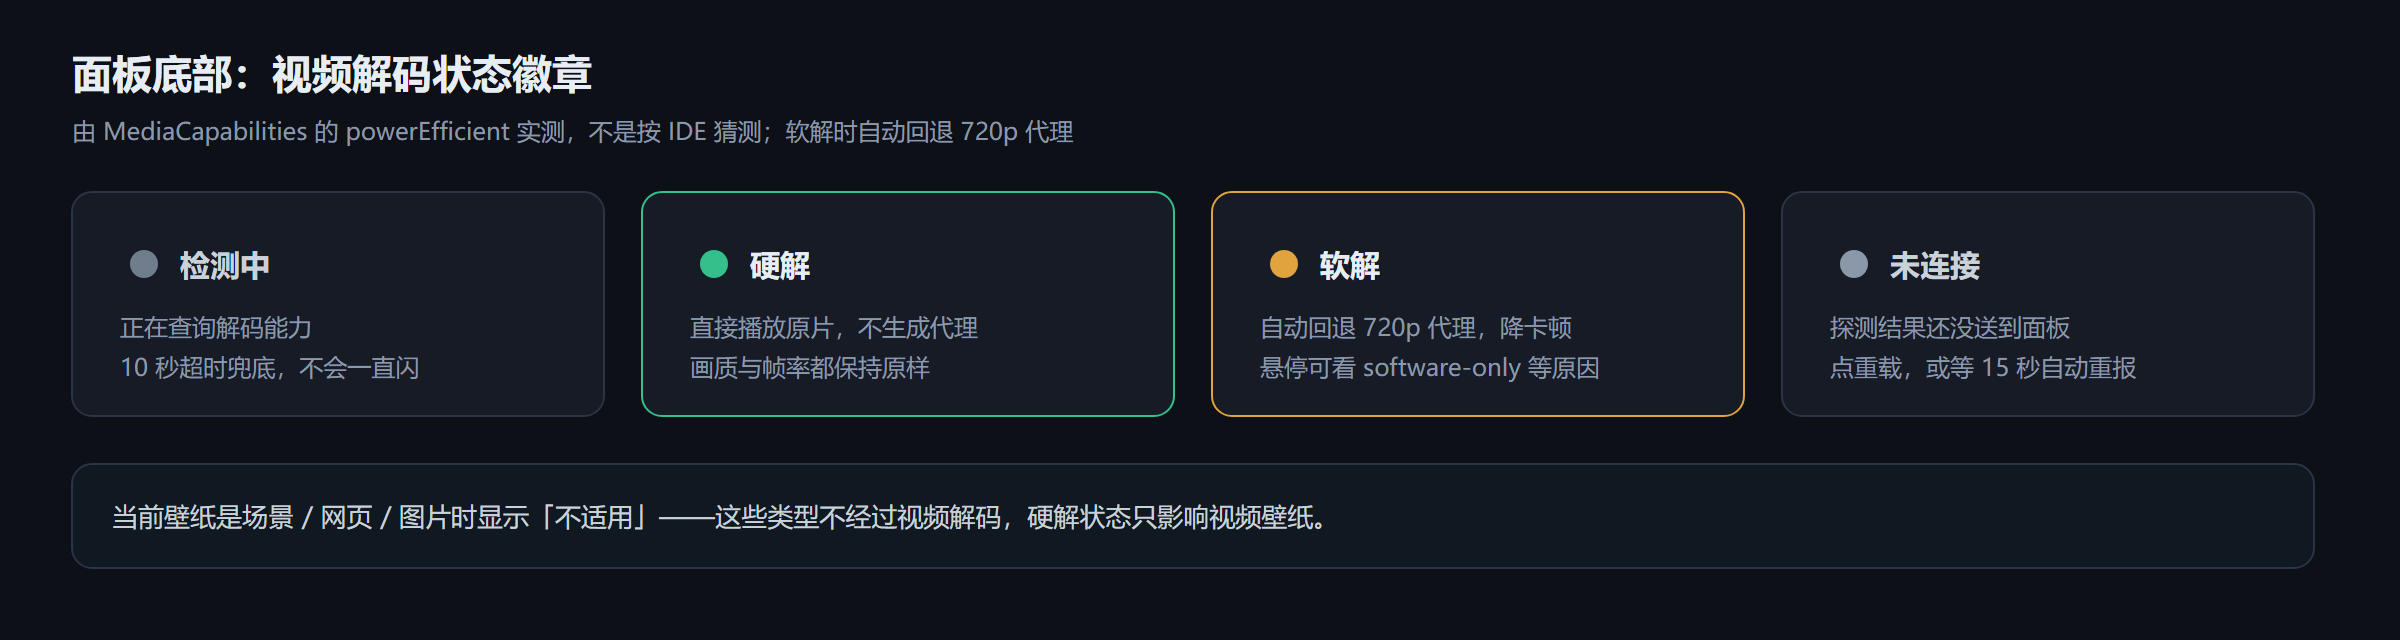 面板底部：视频解码状态徽章
由 MediaCapabilities 的 powerEfficient 实测，不是按 IDE 猜测；软解时自动回退 720p 代理
检测中
正在查询解码能力
10 秒超时兜底，不会一直闪
硬解
直接播放原片，不生成代理
画质与帧率都保持原样
软解
自动回退 720p 代理，降卡顿
悬停可看 software-only 等原因
未连接
探测结果还没送到面板
点重载，或等 15 秒自动重报
当前壁纸是场景 / 网页 / 图片时显示「不适用」——这些类型不经过视频解码，硬解状态只影响视频壁纸。